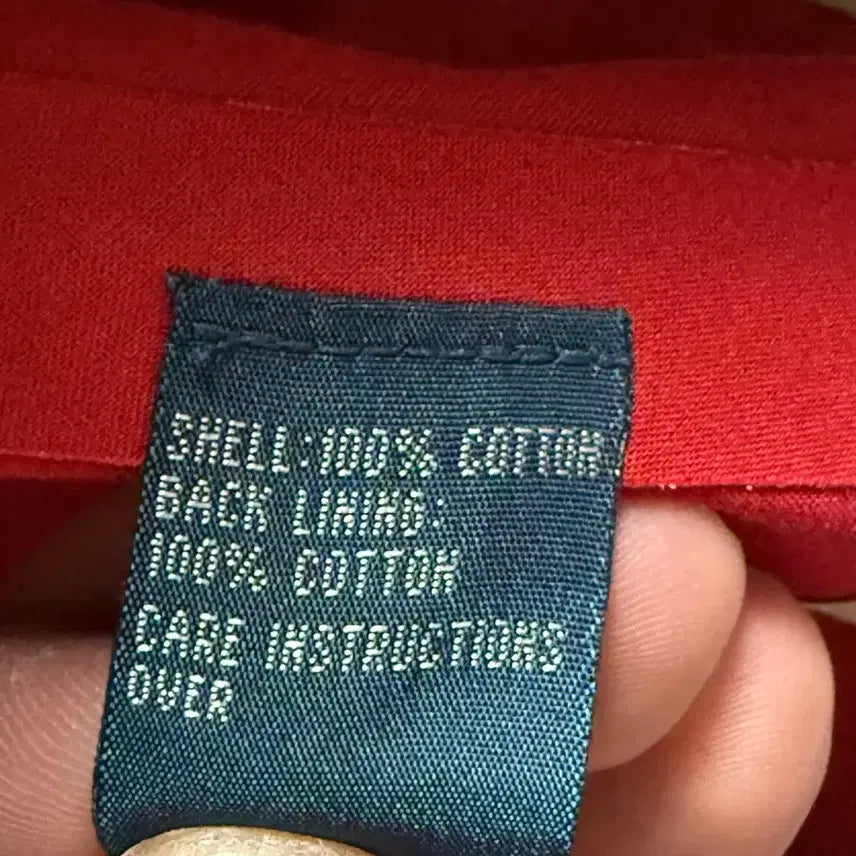 SHELL:100% COTTON
BACK LINING:
100% COTTON
CARE INSTRUCTIONS
OVER